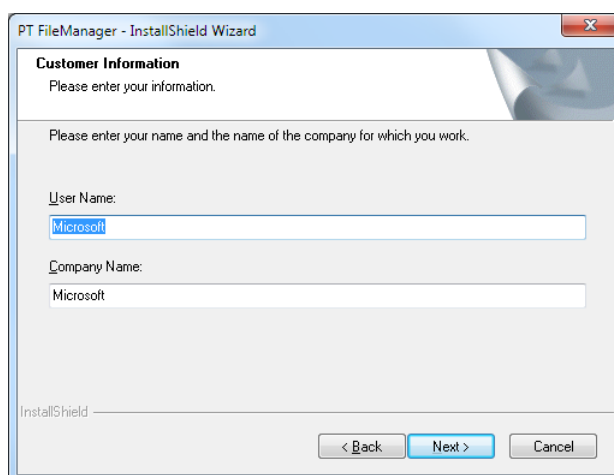 PT FileManager - InstallShield Wizard
Customer Information
Please enter your information.
Please enter your name and the name of the company for which you work.
User Name:
Microsoft
Company Name:
Microsoft
InstallShield
< Back Next > Cancel